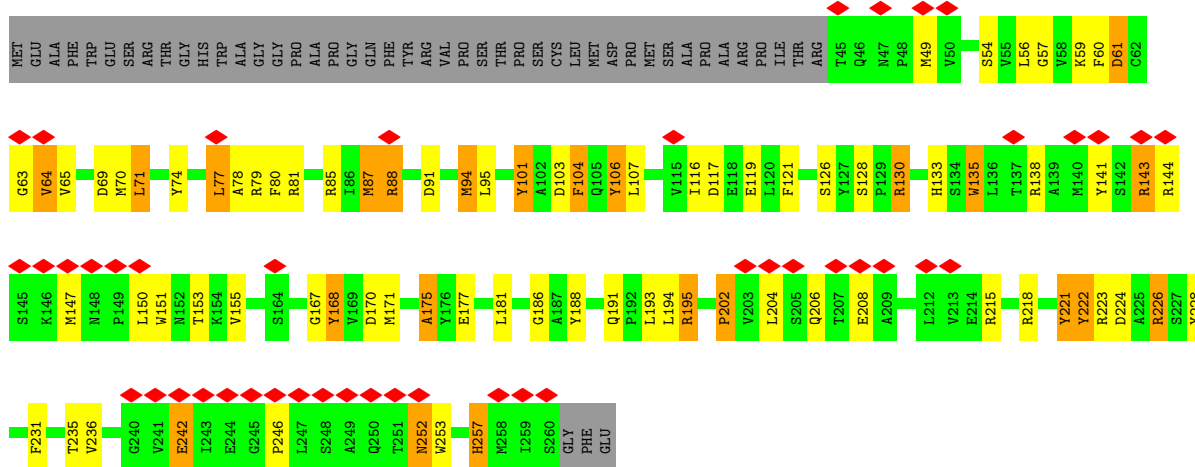 MET GLU ALA PHE TRP GLU SER ARG THR GLY HIS TRP ALA GLY GLY PRO ALA PRO GLY GLN PHE TYR ARG VAL PRO SER THR PRO SER CYS LEU MET ASP PRO MET SER ALA PRO ALA ARG PRO ILE THR ARG T45 Q46 N47 P48 M49 V50 S54 V55 L56 G57 V58 K59 F60 D61 C62
G63 V64 V65 D69 M70 L71 Y74 L77 A78 R79 F80 R81 R85 I86 M87 R88 D91 M94 L95 Y101 A102 D103 F104 Q105 Y106 L107 V115 I116 D117 E118 E119 L120 F121 S126 Y127 S128 P129 R130 H133 S134 W135 L136 T137 R138 A139 M140 Y141 S142 R143 R144
S145 K146 M147 N148 P149 L150 W151 N152 T153 K154 V155 S164 G167 Y168 V169 D170 M171 A175 Y176 E177 L181 G186 A187 Y188 Q191 P192 L193 L194 R195 P202 V203 L204 S205 Q206 T207 E208 A209 L212 V213 E214 R215 R218 Y221 Y222 R223 D224 A225 R226 S227
F231 T235 V236 G240 V241 E242 I243 E244 G245 P246 L247 S248 A249 Q250 T251 N252 W253 H257 M258 I259 S260 GLY PHE GLU